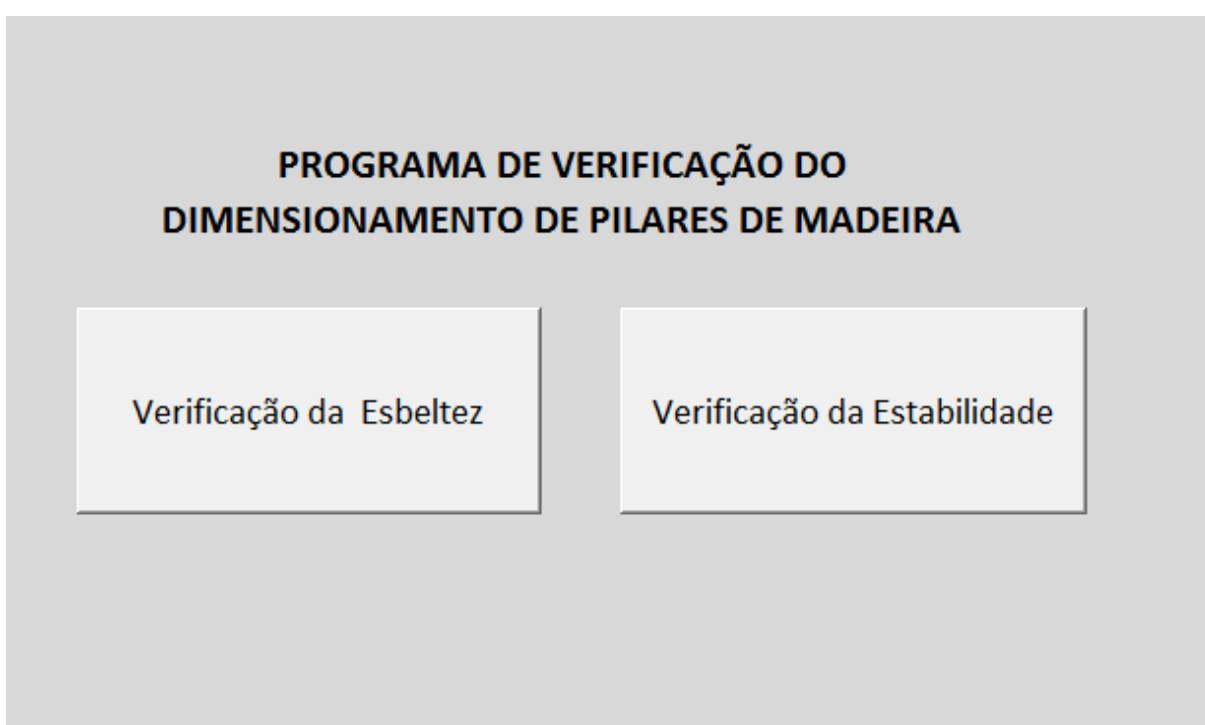 PROGRAMA DE VERIFICAÇÃO DO
DIMENSIONAMENTO DE PILARES DE MADEIRA
Verificação da  Esbeltez
Verificação da Estabilidade